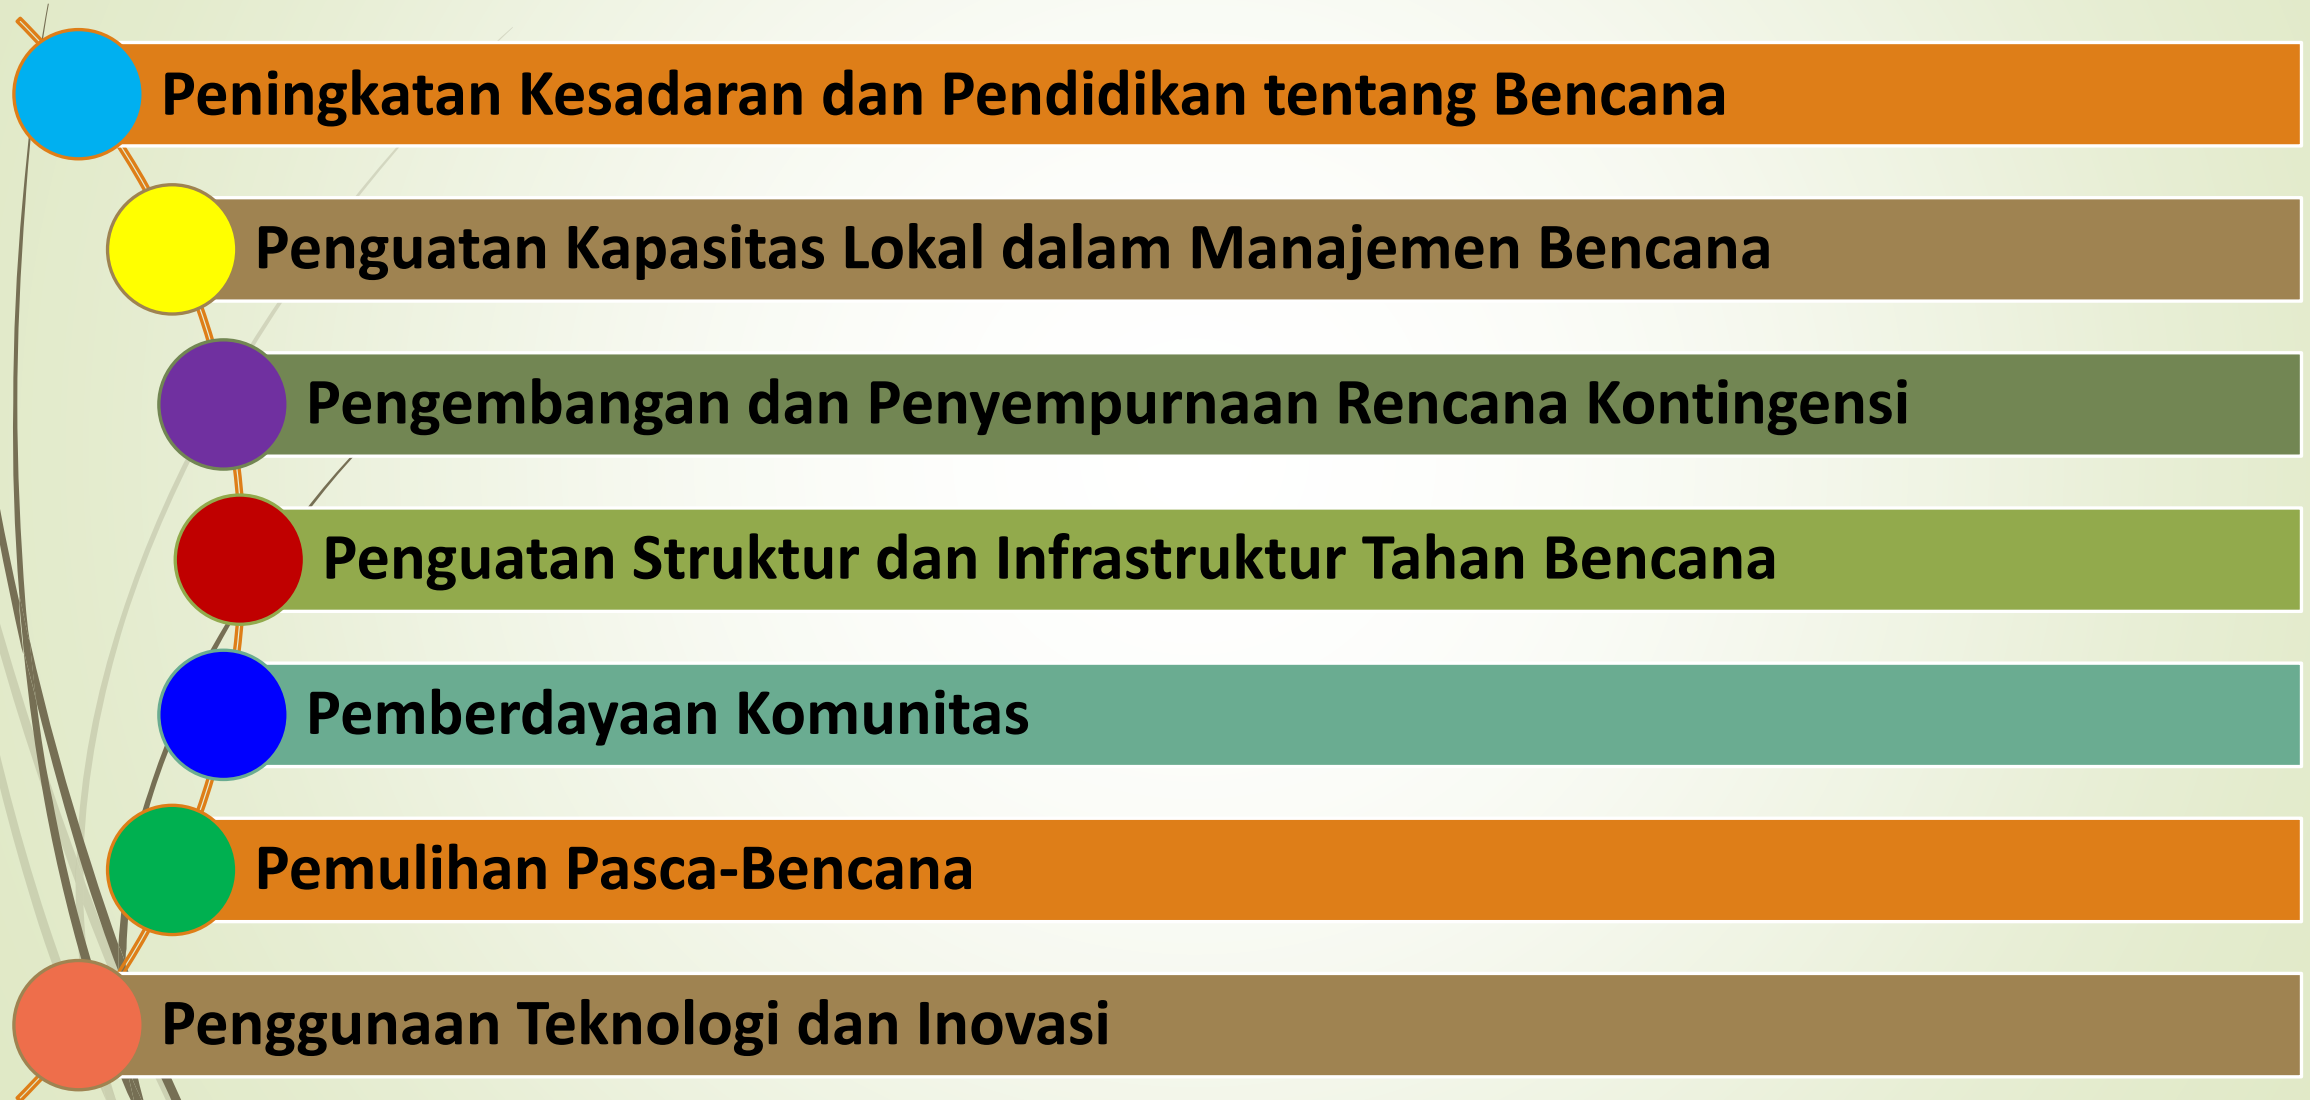 Peningkatan Kesadaran dan Pendidikan tentang Bencana
Penguatan Kapasitas Lokal dalam Manajemen Bencana
Pengembangan dan Penyempurnaan Rencana Kontingensi
Penguatan Struktur dan Infrastruktur Tahan Bencana
Pemberdayaan Komunitas
Pemulihan Pasca-Bencana
Penggunaan Teknologi dan Inovasi